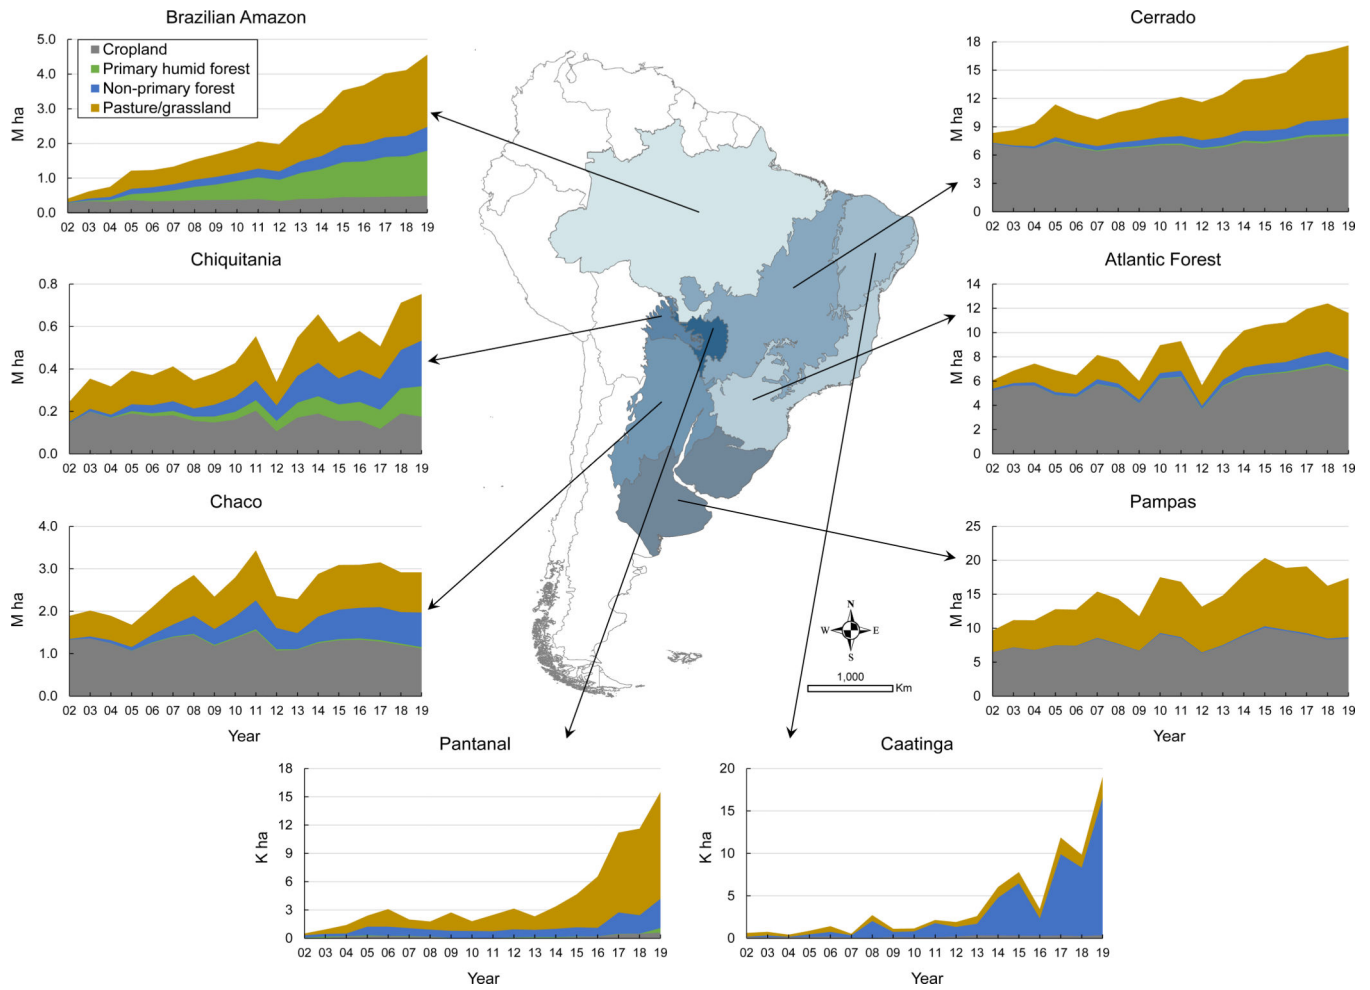 Brazilian Amazon
5.0
4.0
3.0
2.0
1.0
0.0
M ha
Cropland
Primary humid forest
Non-primary forest
Pasture/grassland
02 03 04 05 06 07 08 09 10 11 12 13 14 15 16 17 18 19
Cerrado
18
15
12
9
6
3
0
M ha
02 03 04 05 06 07 08 09 10 11 12 13 14 15 16 17 18 19
Chiquitania
0.8
0.6
0.4
0.2
0.0
M ha
02 03 04 05 06 07 08 09 10 11 12 13 14 15 16 17 18 19
Atlantic Forest
14
12
10
8
6
4
2
0
M ha
02 03 04 05 06 07 08 09 10 11 12 13 14 15 16 17 18 19
Chaco
4.0
3.0
2.0
1.0
0.0
M ha
02 03 04 05 06 07 08 09 10 11 12 13 14 15 16 17 18 19
Year
N
W E
S
1,000
Km
Pampas
25
20
15
10
5
0
M ha
02 03 04 05 06 07 08 09 10 11 12 13 14 15 16 17 18 19
Year
Pantanal
18
15
12
9
6
3
0
K ha
02 03 04 05 06 07 08 09 10 11 12 13 14 15 16 17 18 19
Year
Caatinga
20
15
10
5
0
K ha
02 03 04 05 06 07 08 09 10 11 12 13 14 15 16 17 18 19
Year